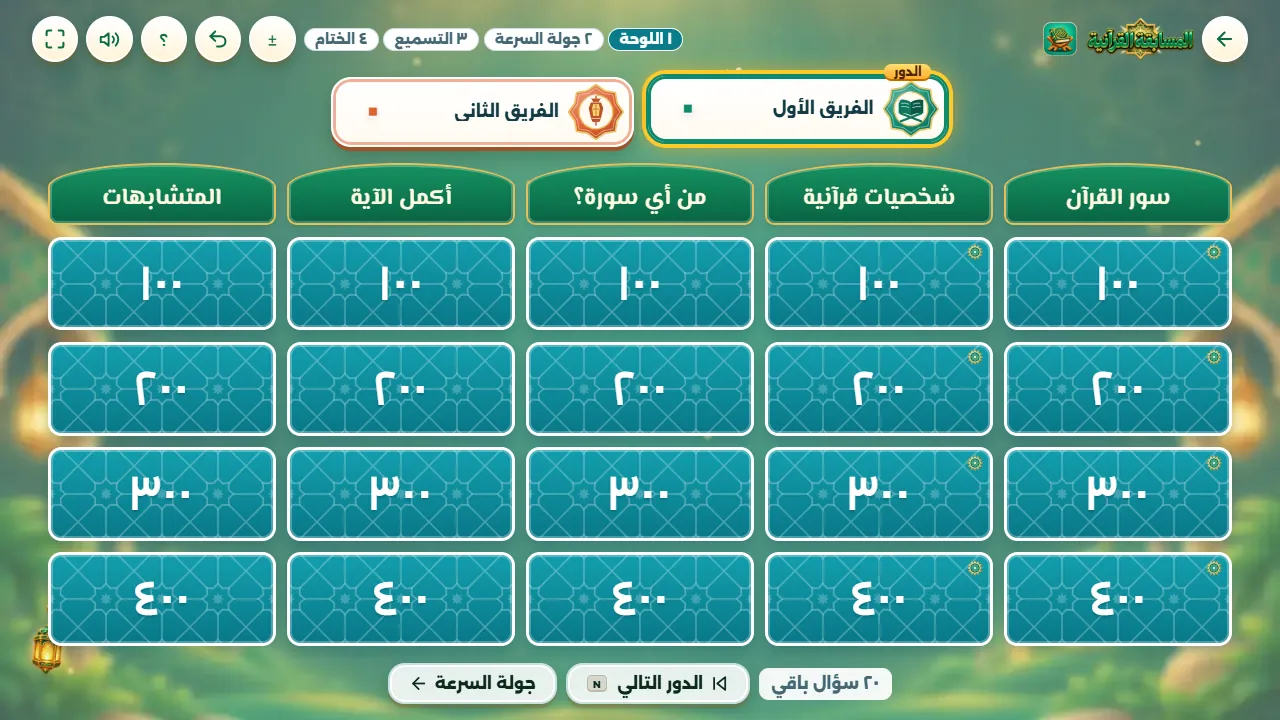 المسابقة القرآنية
١ اللوحة
٢ جولة السرعة
٣ التسميع
٤ الختام
±
؟
الدور
الفريق الأول
٠
الفريق الثاني
٠
سور القرآن
شخصيات قرآنية
من أي سورة؟
أكمل الآية
المتشابهات
١٠٠ ١٠٠ ١٠٠ ١٠٠ ١٠٠
٢٠٠ ٢٠٠ ٢٠٠ ٢٠٠ ٢٠٠
٣٠٠ ٣٠٠ ٣٠٠ ٣٠٠ ٣٠٠
٤٠٠ ٤٠٠ ٤٠٠ ٤٠٠ ٤٠٠
٢٠ سؤال باقي
الدور التالي N
جولة السرعة